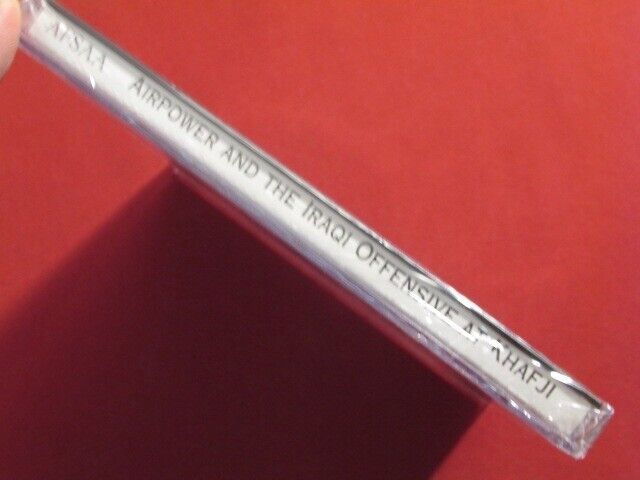 AFSAA AIRPOWER AND THE IRAQI OFFENSIVE AT KHAFJI